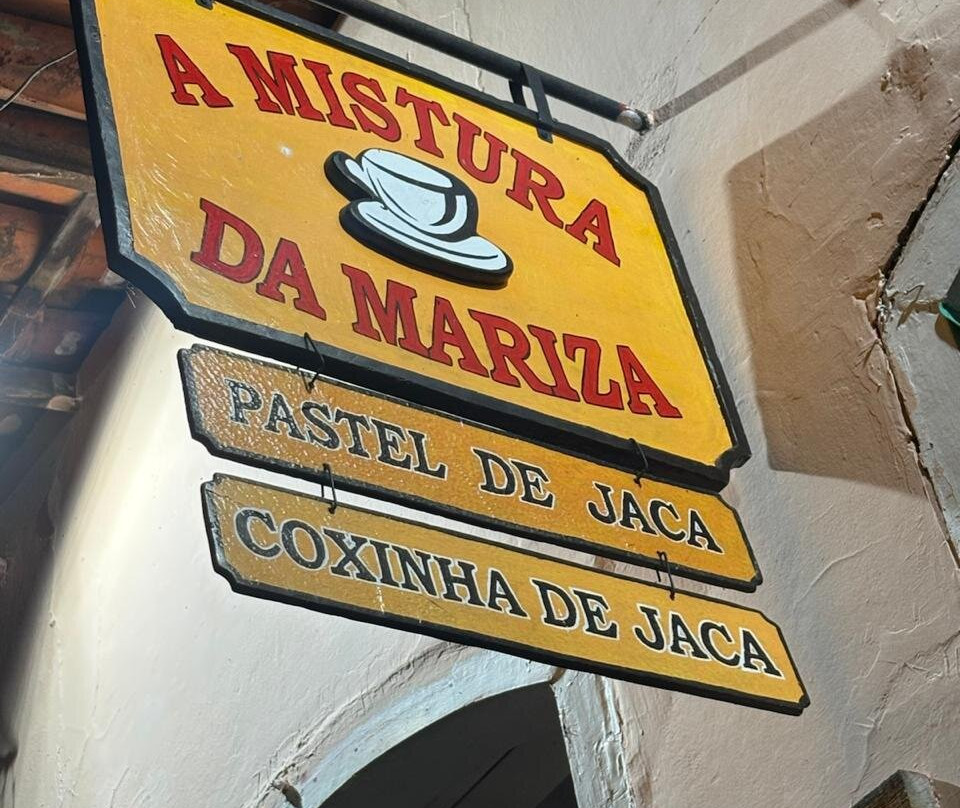 A MISTURA
DA MARIZA
PASTEL DE JACA
COXINHA DE JACA